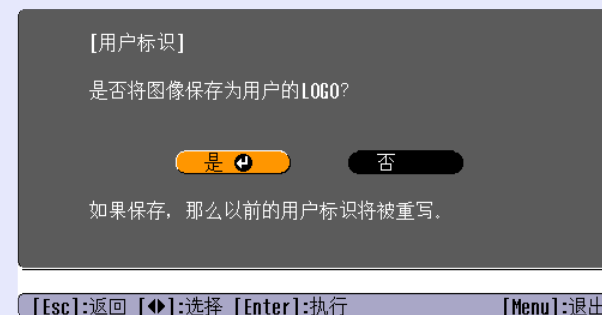 [用户标识]
是否将图像保存为用户的LOGO?
是 否
如果保存，那么以前的用户标识将被重写.
[Esc]:返回 [◆]:选择 [Enter]:执行 [Menu]:退出